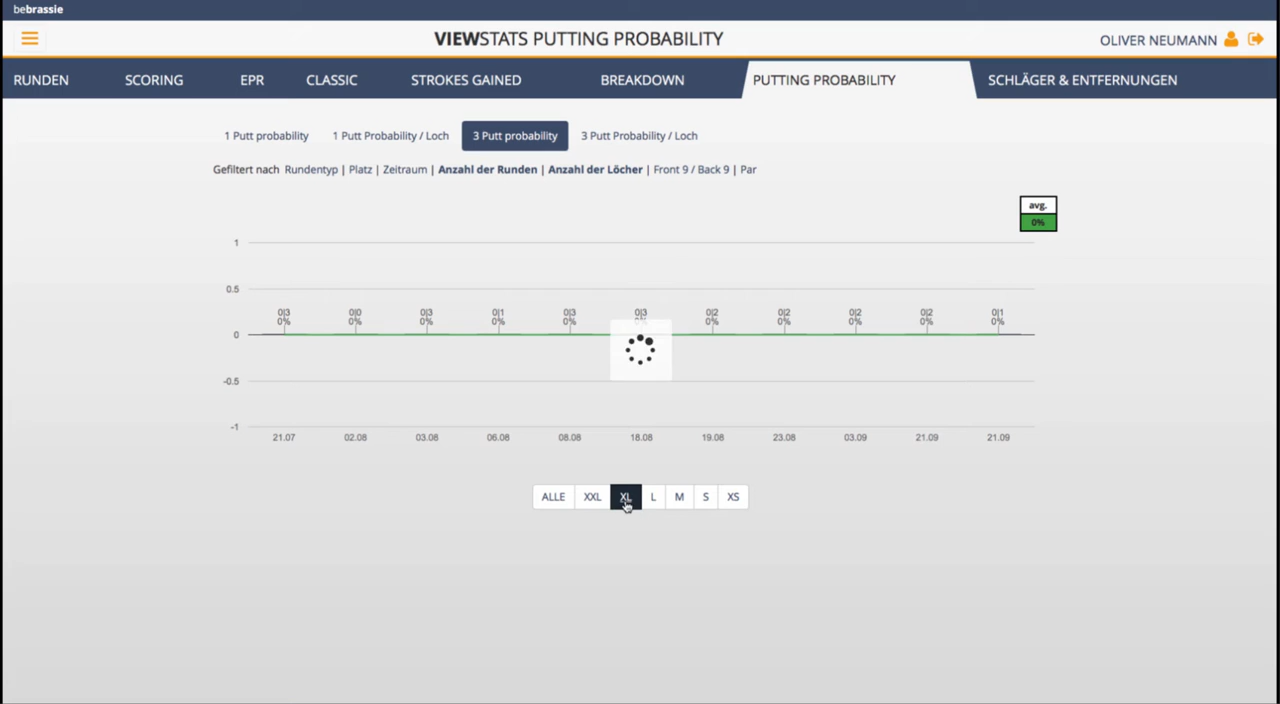 bebrassie
VIEWSTATS PUTTING PROBABILITY
OLIVER NEUMANN
RUNDEN SCORING EPR CLASSIC STROKES GAINED BREAKDOWN PUTTING PROBABILITY SCHLÄGER & ENTFERNUNGEN
1 Putt probability 1 Putt Probability / Loch 3 Putt probability 3 Putt Probability / Loch
Gefiltert nach Rundentyp | Platz | Zeitraum | Anzahl der Runden | Anzahl der Löcher | Front 9 / Back 9 | Par
avg.
0%
1
0.5
0|3 0|0 0|3 0|1 0|3 0|3 0|2 0|2 0|2 0|2 0|1
0% 0% 0% 0% 0% 0% 0% 0% 0% 0% 0%
0
-0.5
-1
21.07 02.08 03.08 06.08 08.08 18.08 19.08 23.08 03.09 21.09 21.09
ALLE XXL XL L M S XS